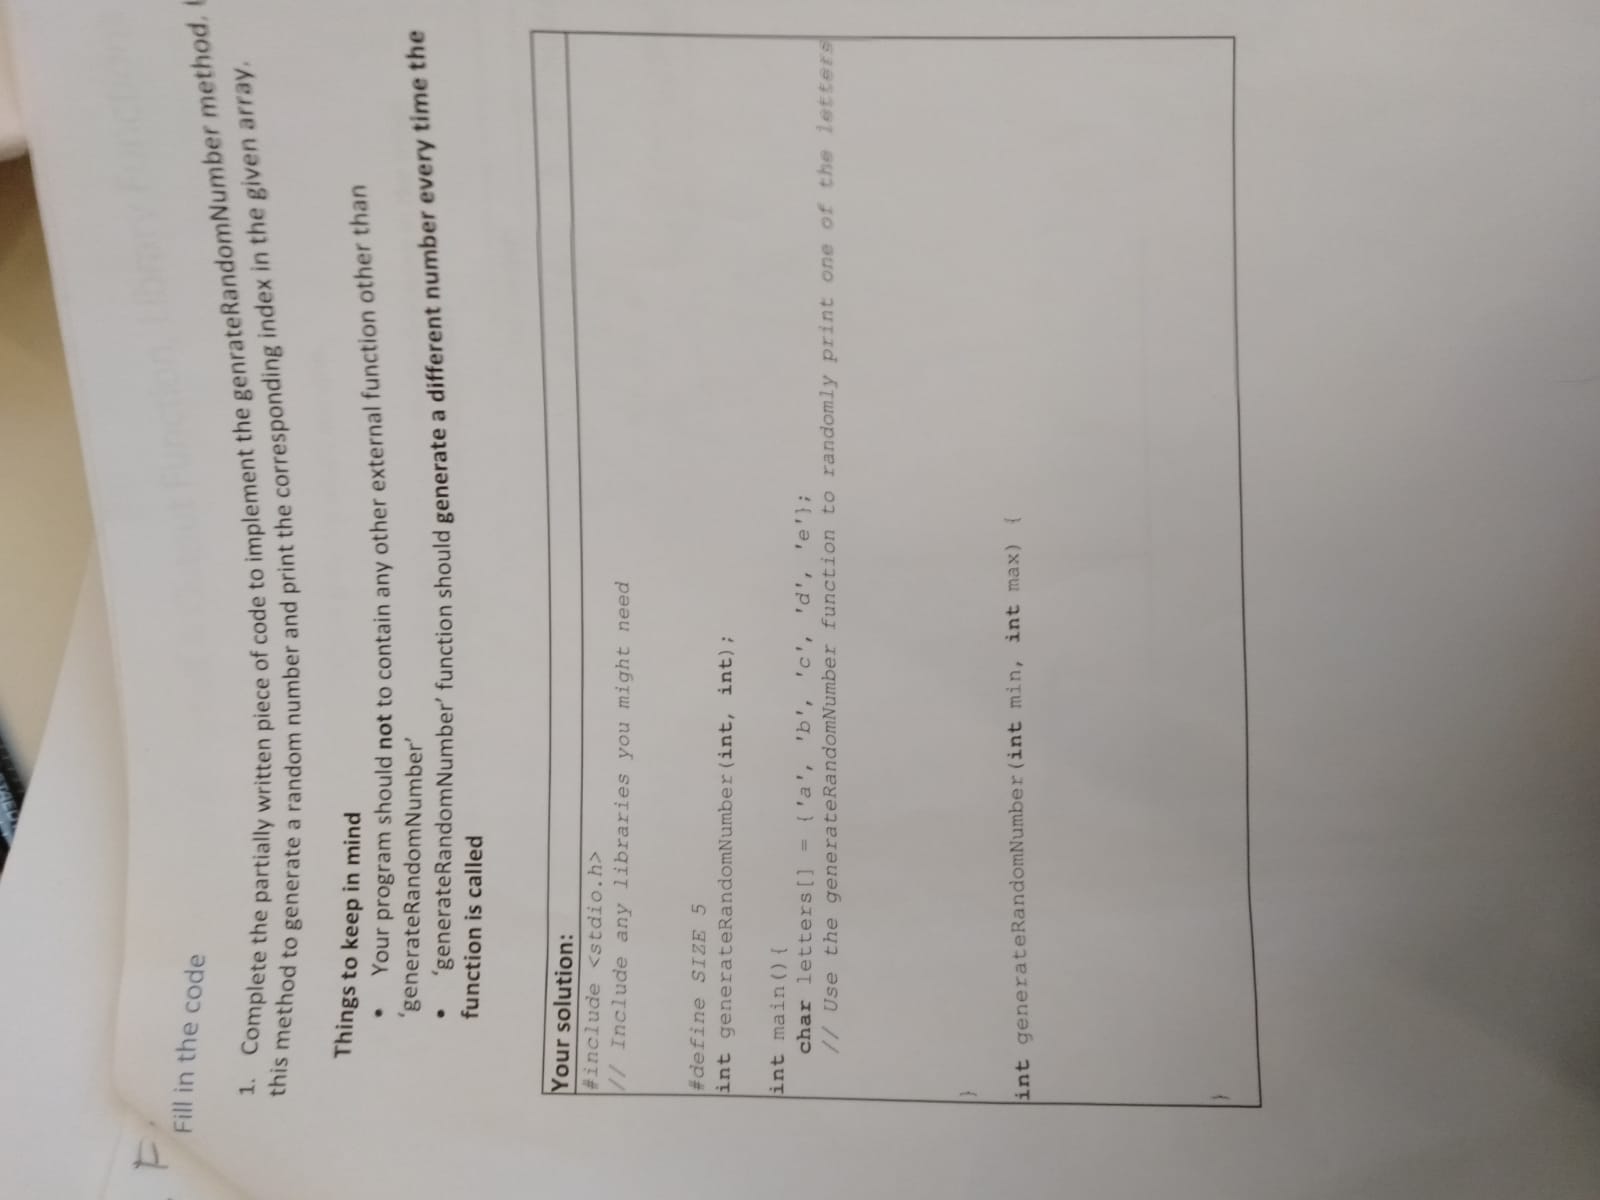 F.
Fill in the code
1. Complete the partially written piece of code to implement the genrateRandomNumber method.
this method to generate a random number and print the corresponding index in the given array.
Things to keep in mind
• Your program should not to contain any other external function other than
‘generateRandomNumber’
• ‘generateRandomNumber’ function should generate a different number every time the
function is called
Your solution:
#include <stdio.h>
// Include any libraries you might need
#define SIZE 5
int generateRandomNumber(int, int);
int main(){
char letters[] = {'a', 'b', 'c', 'd', 'e'};
// Use the generateRandomNumber function to randomly print one of the letters
}
int generateRandomNumber(int min, int max) {
}